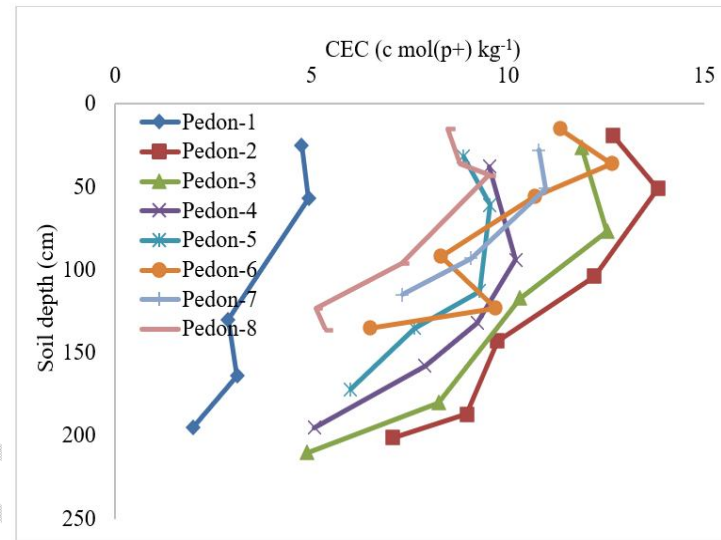 CEC (c mol(p+) kg⁻¹)
0 5 10 15
0
50
100
150
200
250
Soil depth (cm)
Pedon-1
Pedon-2
Pedon-3
Pedon-4
Pedon-5
Pedon-6
Pedon-7
Pedon-8